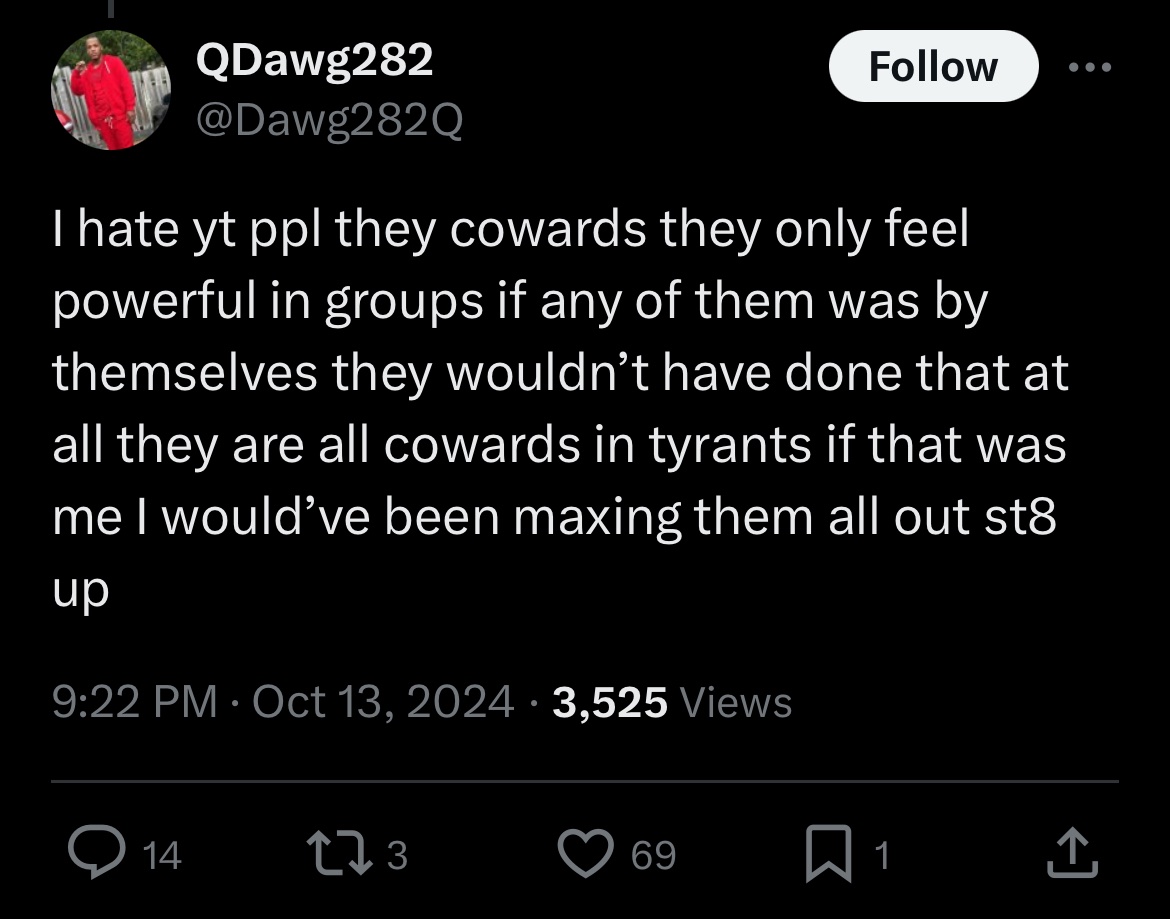 QDawg282
@Dawg282Q
Follow
I hate yt ppl they cowards they only feel
powerful in groups if any of them was by
themselves they wouldn’t have done that at
all they are all cowards in tyrants if that was
me I would’ve been maxing them all out st8
up
9:22 PM · Oct 13, 2024 · 3,525 Views
14 3 69 1